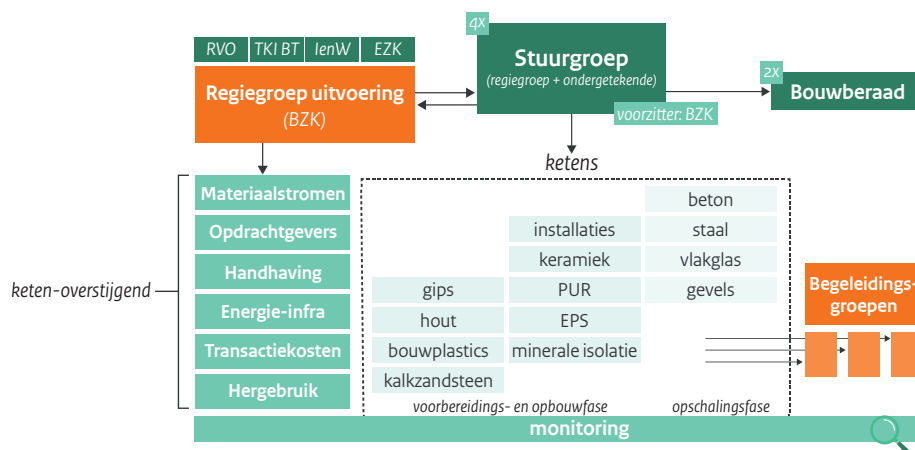 RVO TKI BT IenW EZK
Regiegroep uitvoering
(BZK)
4x
Stuurgroep
(regiegroep + ondergetekende)
voorzitter: BZK
2x
Bouwberaad
ketens
keten-overstijgend
Materiaalstromen
Opdrachtgevers
Handhaving
Energie-infra
Transactiekosten
Hergebruik
gips
hout
bouwplastics
kalkzandsteen
installaties
keramiek
PUR
EPS
minerale isolatie
voorbereidings- en opbouwfase
beton
staal
vlakglas
gevels
opschalingsfase
Begeleidings-
groepen
monitoring